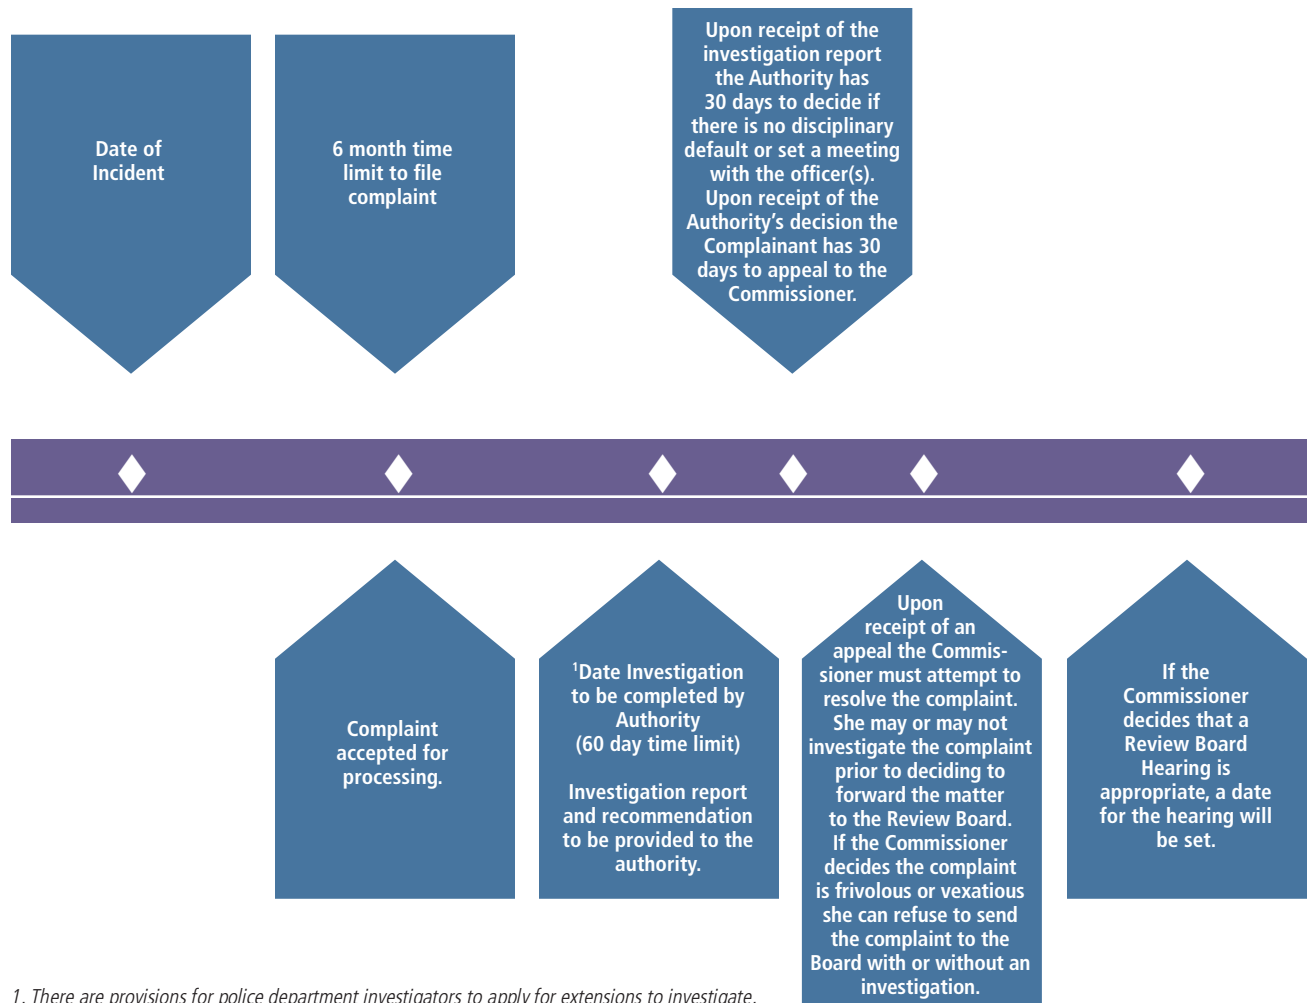 Date of
Incident
6 month time
limit to file
complaint
Upon receipt of the
investigation report
the Authority has
30 days to decide if
there is no disciplinary
default or set a meeting
with the officer(s).
Upon receipt of the
Authority’s decision the
Complainant has 30
days to appeal to the
Commissioner.
Complaint
accepted for
processing.
¹Date Investigation
to be completed by
Authority
(60 day time limit)
Investigation report
and recommendation
to be provided to the
authority.
Upon
receipt of an
appeal the Commis-
sioner must attempt to
resolve the complaint.
She may or may not
investigate the complaint
prior to deciding to
forward the matter
to the Review Board.
If the Commissioner
decides the complaint
is frivolous or vexatious
she can refuse to send
the complaint to the
Board with or without an
investigation.
If the
Commissioner
decides that a
Review Board
Hearing is
appropriate, a date
for the hearing will
be set.
1. There are provisions for police department investigators to apply for extensions to investigate.